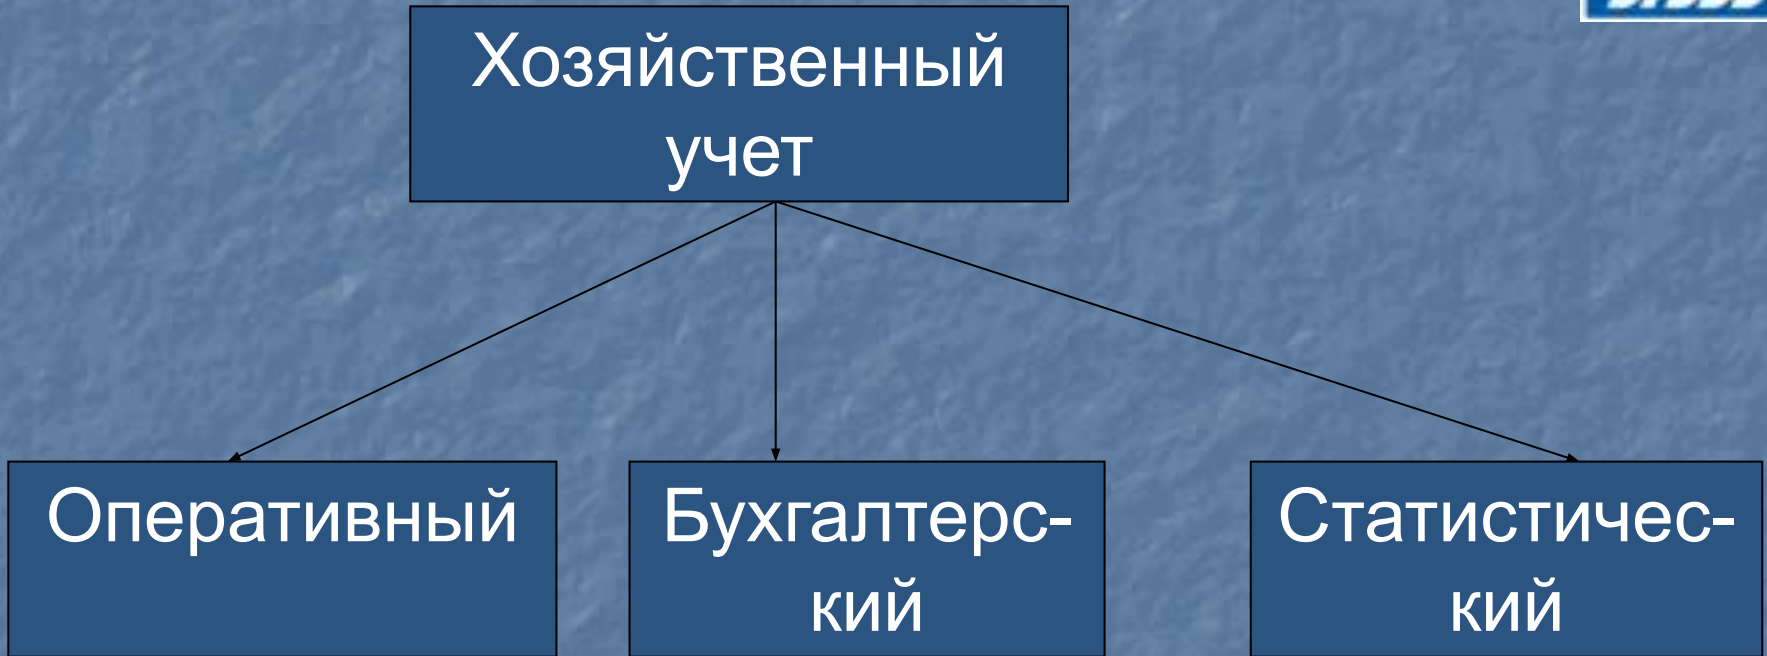 Хозяйственный
учет
Оперативный
Бухгалтерс-
кий
Статистичес-
кий